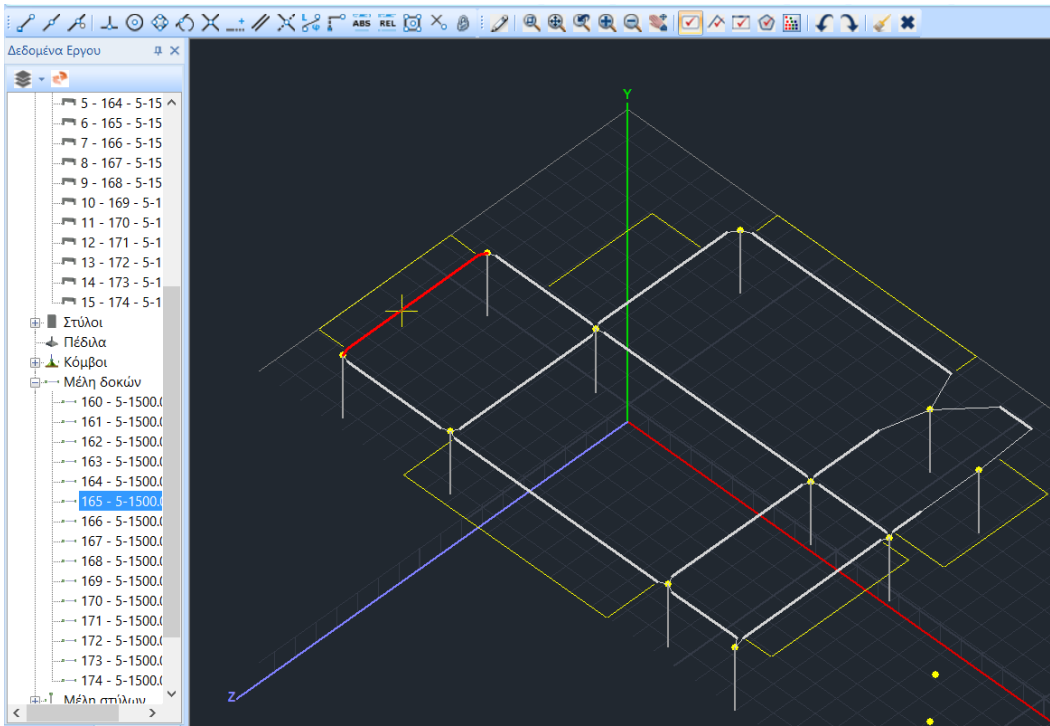 ABS
REL
Δεδομένα Εργου
5 - 164 - 5-15
6 - 165 - 5-15
7 - 166 - 5-15
8 - 167 - 5-15
9 - 168 - 5-15
10 - 169 - 5-1
11 - 170 - 5-1
12 - 171 - 5-1
13 - 172 - 5-1
14 - 173 - 5-1
15 - 174 - 5-1
Στύλοι
Πέδιλα
Κόμβοι
Μέλη δοκών
160 - 5-1500.0
161 - 5-1500.0
162 - 5-1500.0
163 - 5-1500.0
164 - 5-1500.0
165 - 5-1500.0
166 - 5-1500.0
167 - 5-1500.0
168 - 5-1500.0
169 - 5-1500.0
170 - 5-1500.0
171 - 5-1500.0
172 - 5-1500.0
173 - 5-1500.0
174 - 5-1500.0
Μέλη στύλων
Y
Z